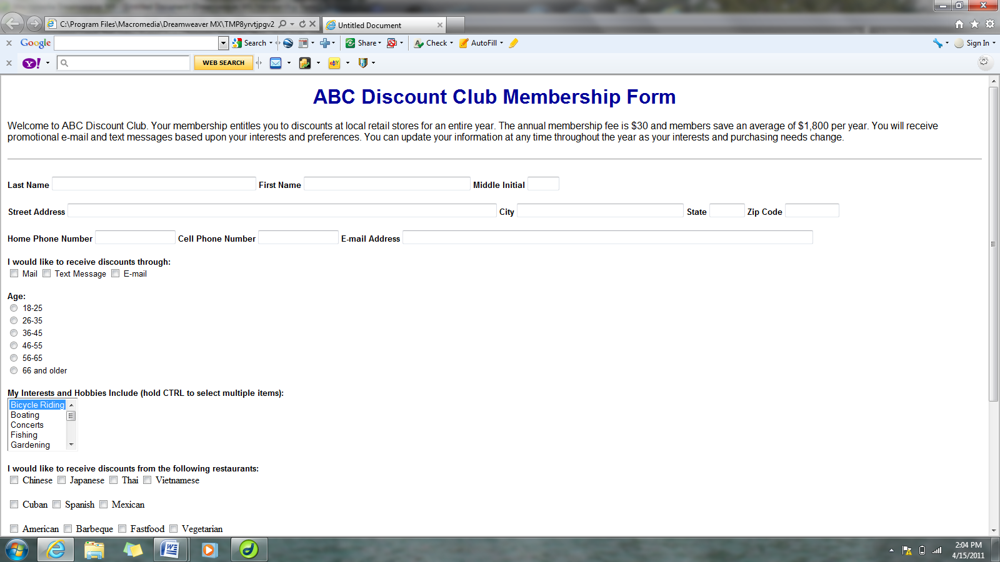 C:\Program Files\Macromedia\Dreamweaver MX\TMP8yrvtjpgv2
Untitled Document
x Google Search Share Check AutoFill Sign In
x Y! WEB SEARCH eBY
ABC Discount Club Membership Form
Welcome to ABC Discount Club. Your membership entitles you to discounts at local retail stores for an entire year. The annual membership fee is $30 and members save an average of $1,800 per year. You will receive
promotional e-mail and text messages based upon your interests and preferences. You can update your information at any time throughout the year as your interests and purchasing needs change.
Last Name First Name Middle Initial
Street Address City State Zip Code
Home Phone Number Cell Phone Number E-mail Address
I would like to receive discounts through:
Mail Text Message E-mail
Age:
18-25
26-35
36-45
46-55
56-65
66 and older
My Interests and Hobbies Include (hold CTRL to select multiple items):
Bicycle Riding
Boating
Concerts
Fishing
Gardening
I would like to receive discounts from the following restaurants:
Chinese Japanese Thai Vietnamese
Cuban Spanish Mexican
American Barbeque Fastfood Vegetarian
2:04 PM
4/15/2011